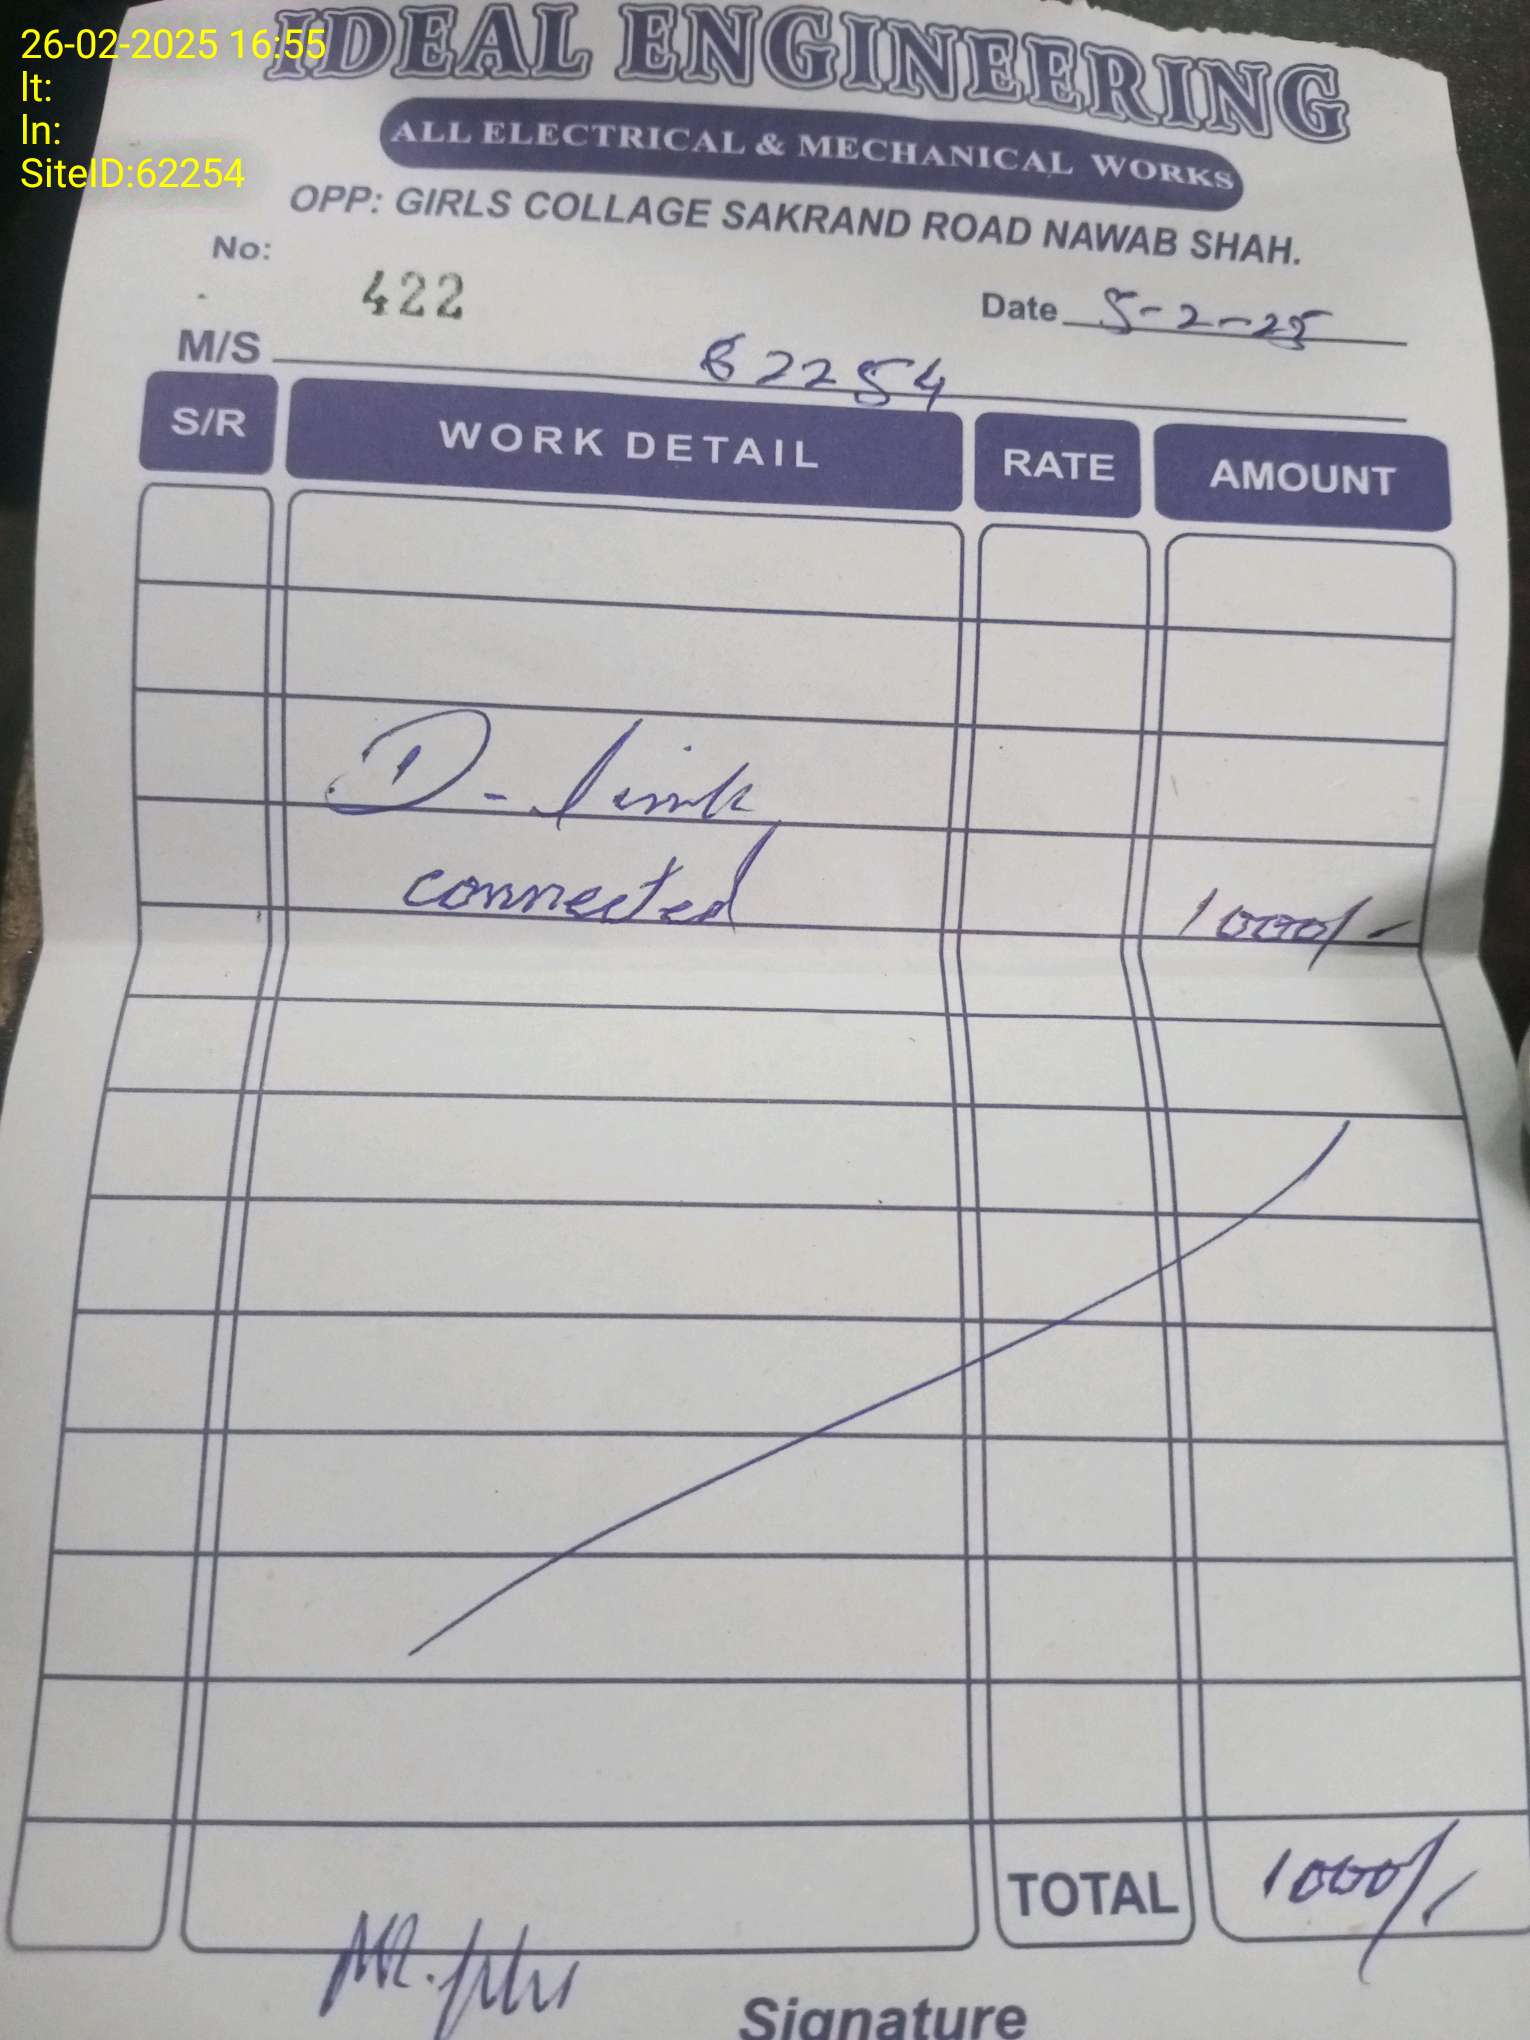 26-02-2025 16:55
lt:
ln:
SiteID:62254
IDEAL ENGINEERING
ALL ELECTRICAL & MECHANICAL WORKS
OPP: GIRLS COLLAGE SAKRAND ROAD NAWAB SHAH.
No: 422
Date 5-2-25
M/S 62254
S/R WORK DETAIL RATE AMOUNT
D-link
connected 1000/-
TOTAL 1000/-
Signature